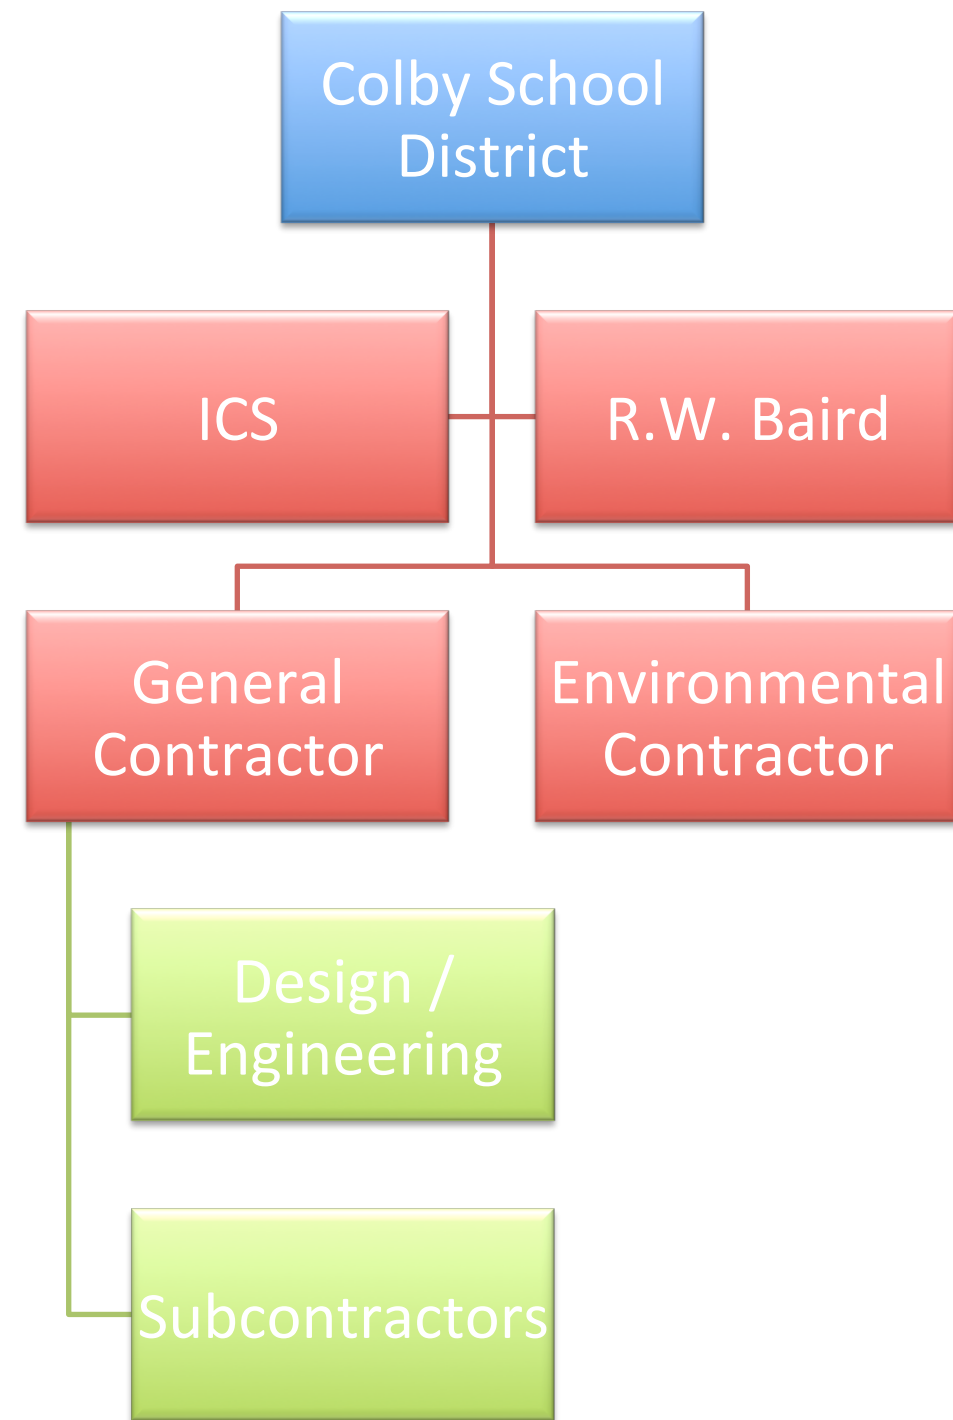 Colby School
District
ICS
R.W. Baird
General
Contractor
Environmental
Contractor
Design /
Engineering
Subcontractors